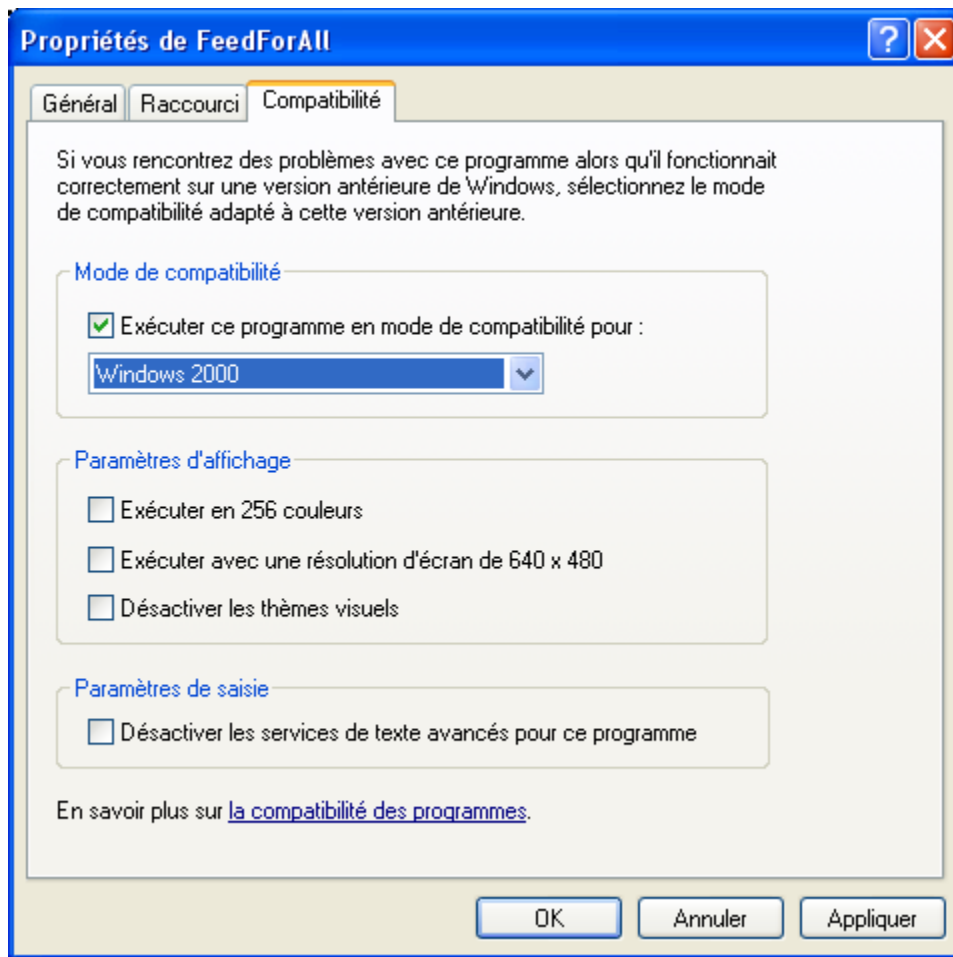 Propriétés de FeedForAll
Général Raccourci Compatibilité
Si vous rencontrez des problèmes avec ce programme alors qu'il fonctionnait
correctement sur une version antérieure de Windows, sélectionnez le mode
de compatibilité adapté à cette version antérieure.
Mode de compatibilité
Exécuter ce programme en mode de compatibilité pour :
Windows 2000
Paramètres d'affichage
Exécuter en 256 couleurs
Exécuter avec une résolution d'écran de 640 x 480
Désactiver les thèmes visuels
Paramètres de saisie
Désactiver les services de texte avancés pour ce programme
En savoir plus sur la compatibilité des programmes.
OK Annuler Appliquer